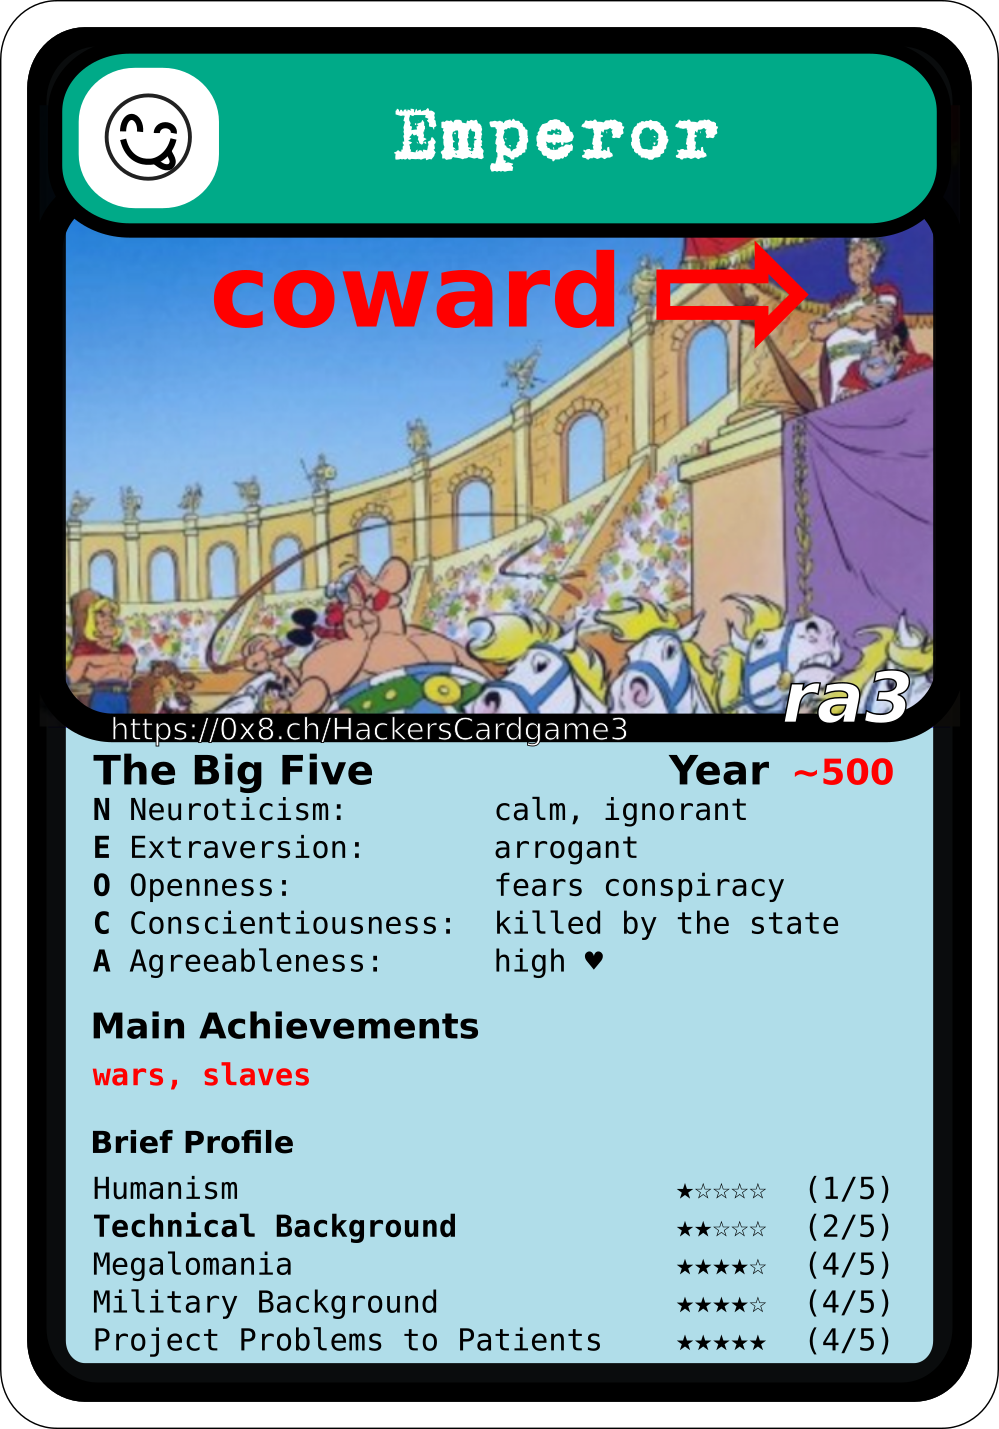 Emperor
coward
ra3
https://0x8.ch/HackersCardgame3
The Big Five Year ~500
N Neuroticism: calm, ignorant
E Extraversion: arrogant
O Openness: fears conspiracy
C Conscientiousness: killed by the state
A Agreeableness: high ♥
Main Achievements
wars, slaves
Brief Profile
Humanism ★☆☆☆☆ (1/5)
Technical Background ★★☆☆☆ (2/5)
Megalomania ★★★★☆ (4/5)
Military Background ★★★★☆ (4/5)
Project Problems to Patients ★★★★★ (4/5)